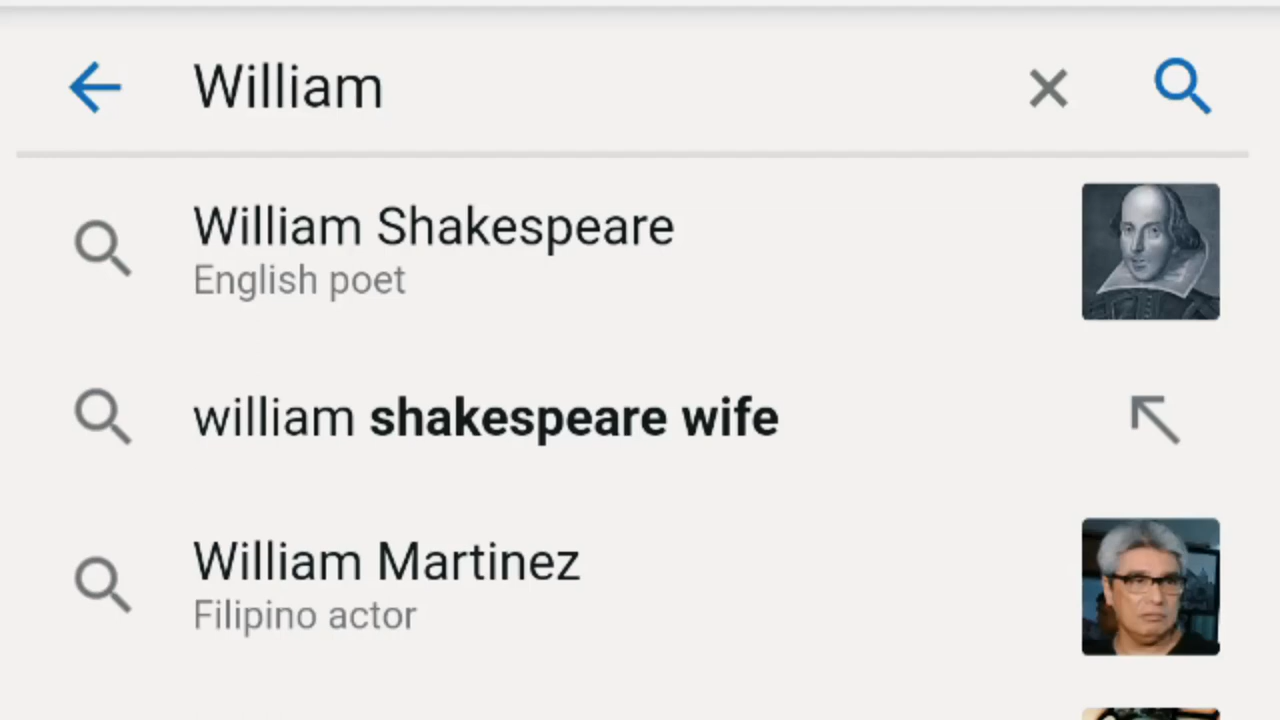 William
William Shakespeare
English poet
william shakespeare wife
William Martinez
Filipino actor